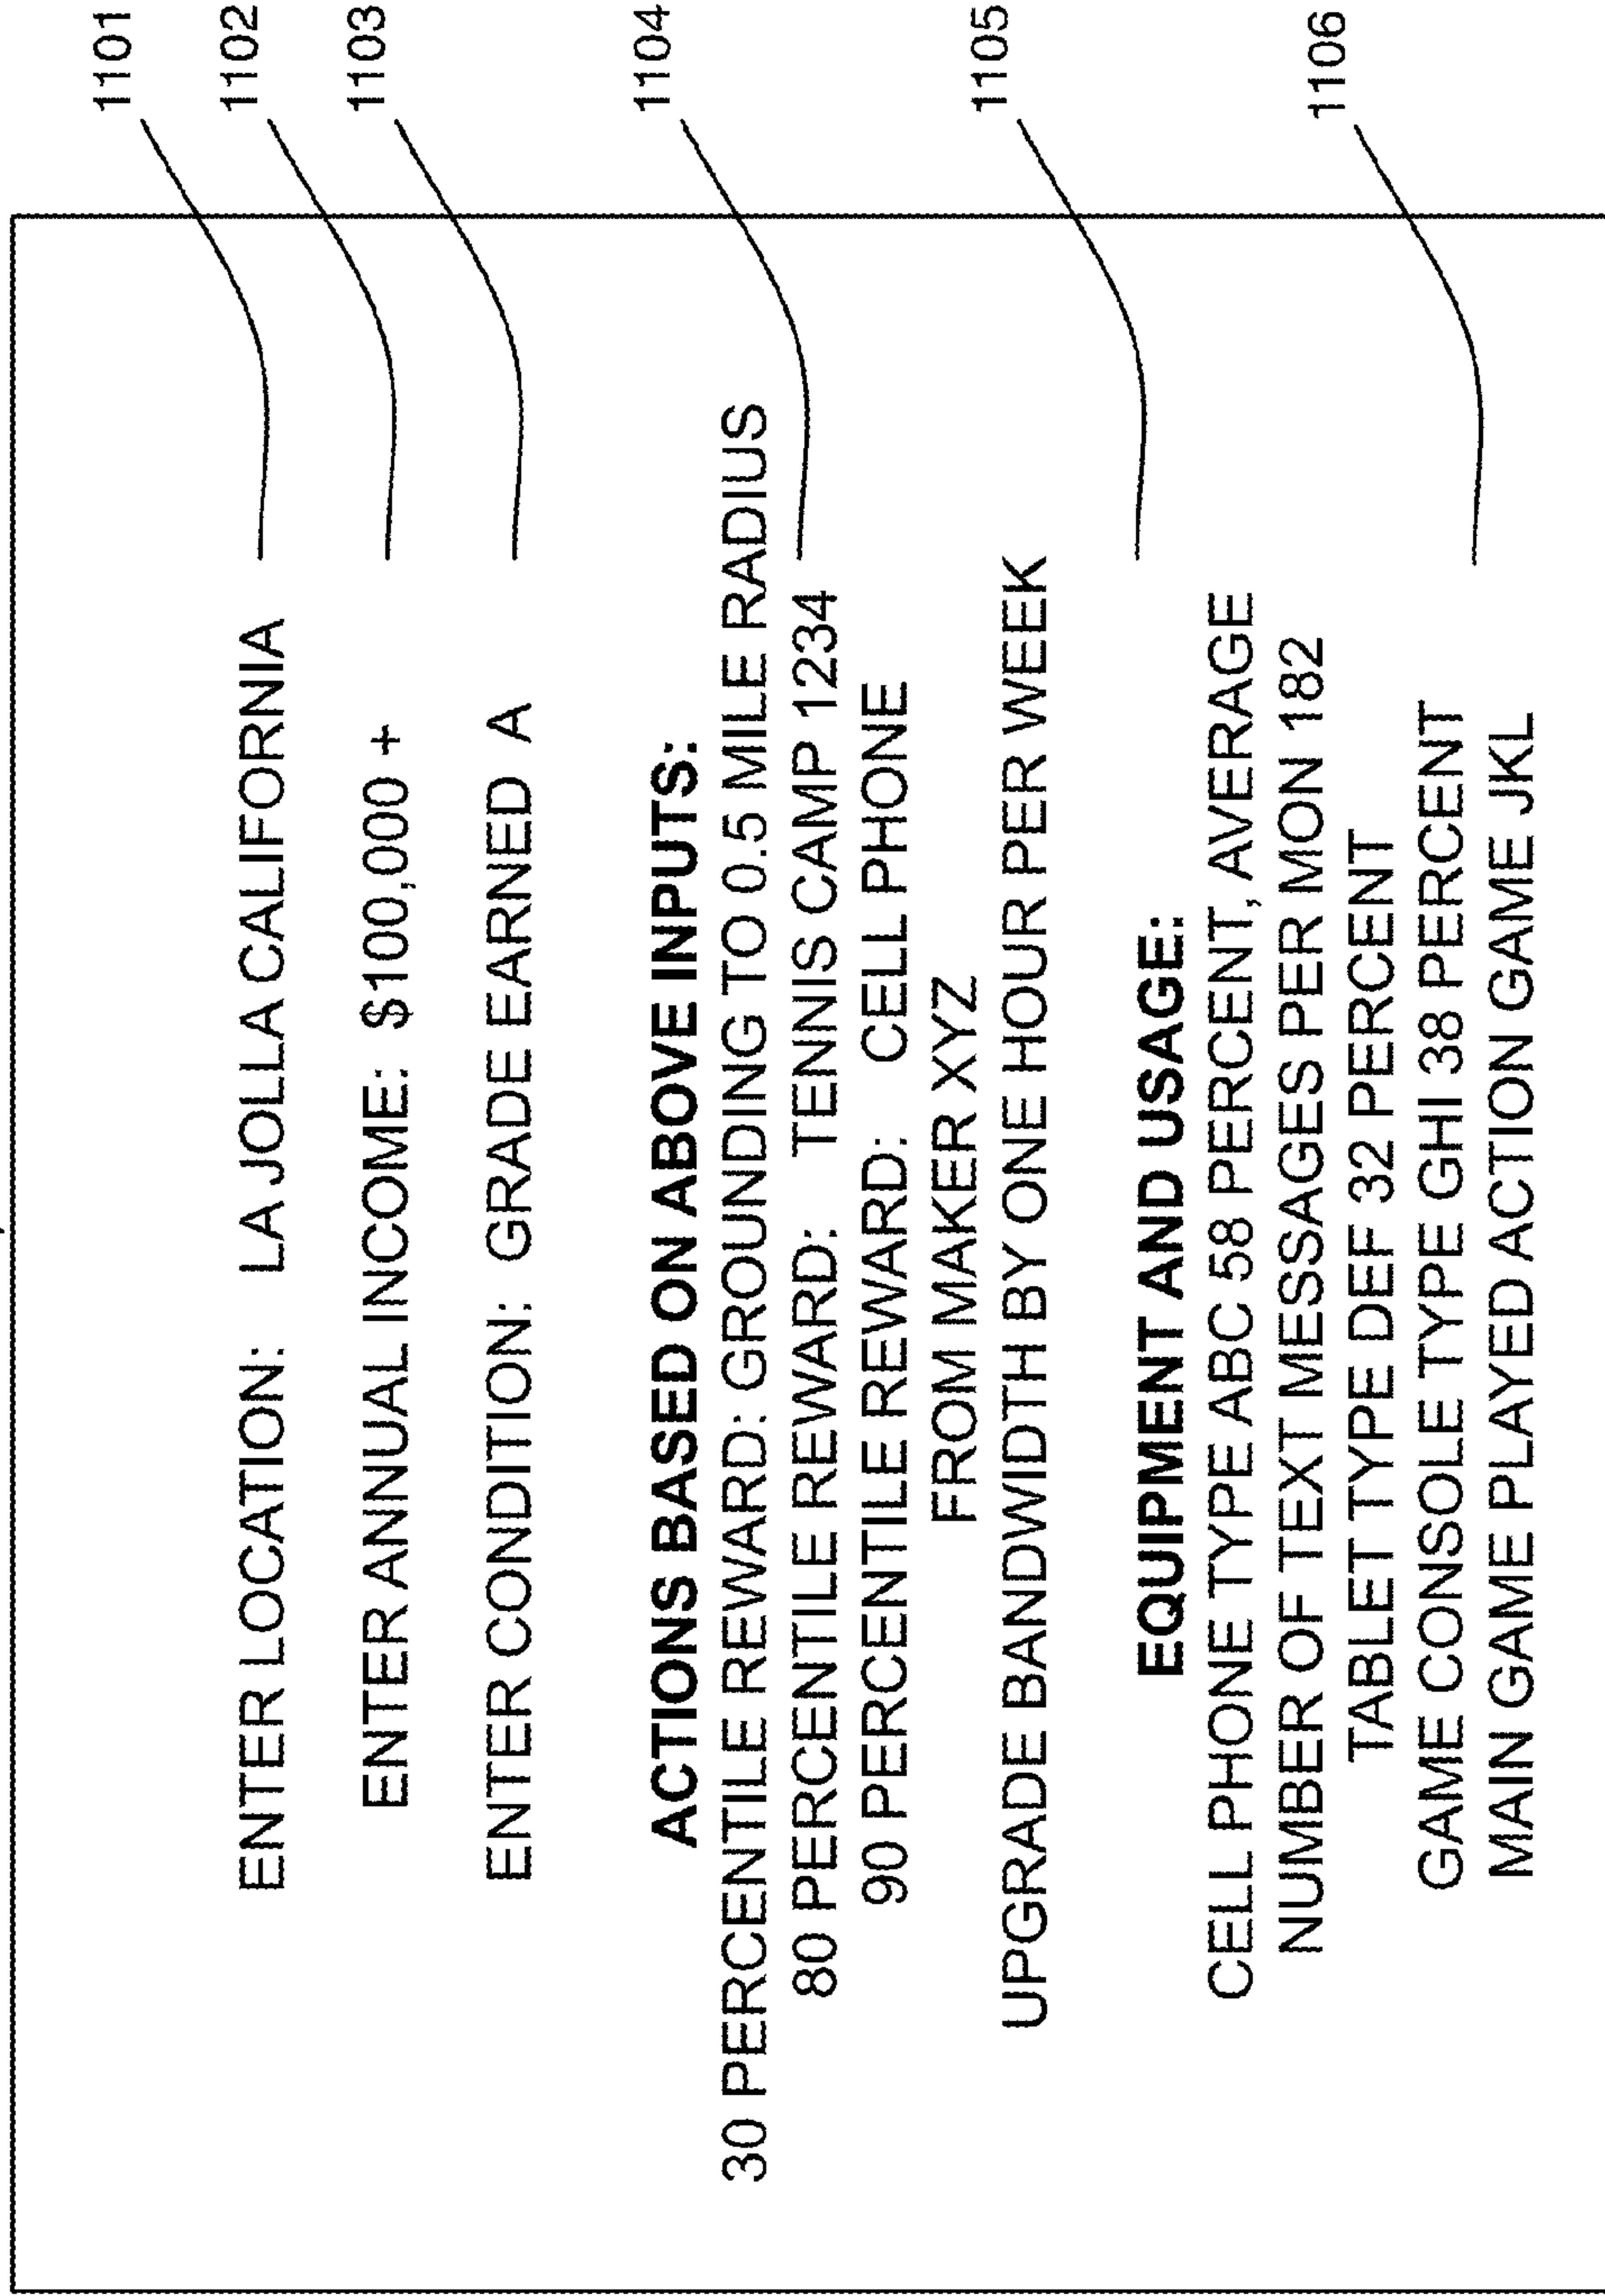 1101
ENTER LOCATION: LA JOLLA CALIFORNIA
1102
ENTER ANNUAL INCOME: $100,000 +
1103
ENTER CONDITION: GRADE EARNED A
ACTIONS BASED ON ABOVE INPUTS:
1104
30 PERCENTILE REWARD: GROUNDING TO 0.5 MILE RADIUS
80 PERCENTILE REWARD: TENNIS CAMP 1234
90 PERCENTILE REWARD: CELL PHONE
FROM MAKER XYZ
UPGRADE BANDWIDTH BY ONE HOUR PER WEEK
1105
EQUIPMENT AND USAGE:
CELL PHONE TYPE ABC 58 PERCENT, AVERAGE
NUMBER OF TEXT MESSAGES PER MON 182
TABLET TYPE DEF 32 PERCENT
1106
GAME CONSOLE TYPE GHI 38 PERCENT
MAIN GAME PLAYED ACTION GAME JKL